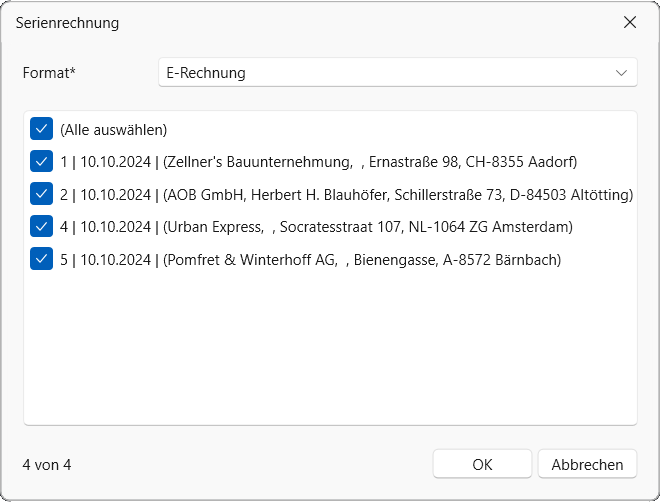 Serienrechnung
Format* E-Rechnung
(Alle auswählen)
1 | 10.10.2024 | (Zellner's Bauunternehmung,  , Ernastraße 98, CH-8355 Aadorf)
2 | 10.10.2024 | (AOB GmbH, Herbert H. Blauhöfer, Schillerstraße 73, D-84503 Altötting)
4 | 10.10.2024 | (Urban Express,  , Socratesstraat 107, NL-1064 ZG Amsterdam)
5 | 10.10.2024 | (Pomfret & Winterhoff AG,  , Bienengasse, A-8572 Bärnbach)
4 von 4 OK Abbrechen